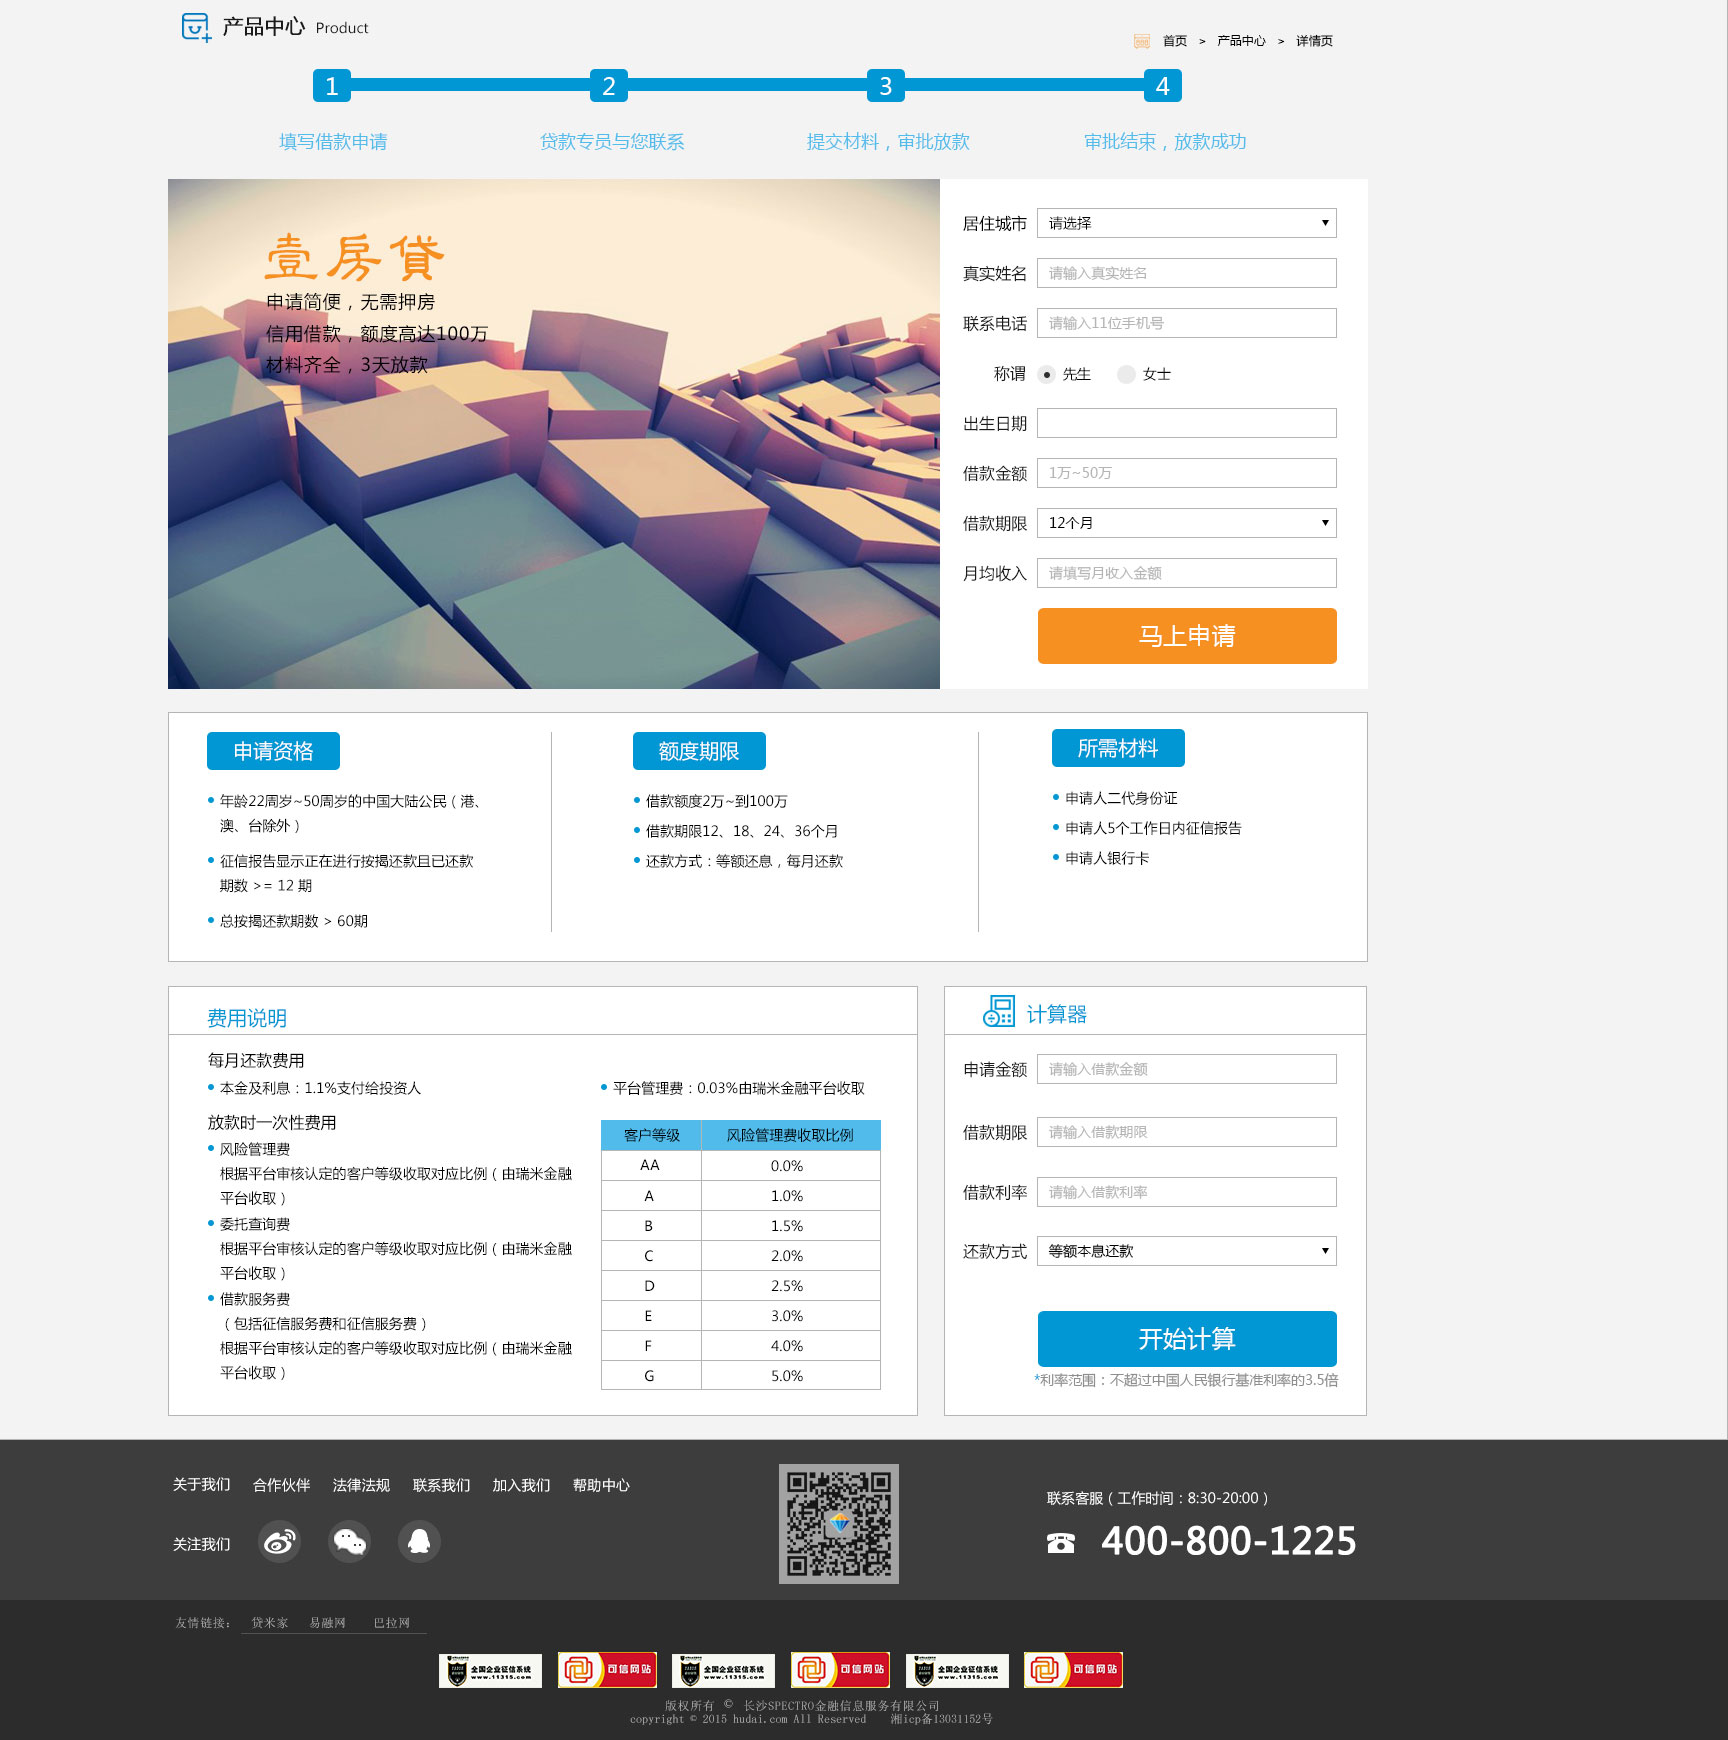 产品中心 Product
首页 > 产品中心 > 详情页
1 2 3 4
填写借款申请 贷款专员与您联系 提交材料，审批放款 审批结束，放款成功
壹房貸
申请简便，无需押房
信用借款，额度高达100万
材料齐全，3天放款
居住城市 请选择
真实姓名 请输入真实姓名
联系电话 请输入11位手机号
称谓 先生 女士
出生日期
借款金额 1万~50万
借款期限 12个月
月均收入 请填写月收入金额
马上申请
申请资格
年龄22周岁~50周岁的中国大陆公民（港、
澳、台除外）
征信报告显示正在进行按揭还款且已还款
期数 >= 12 期
总按揭还款期数 > 60期
额度期限
借款额度2万~到100万
借款期限12、18、24、36个月
还款方式：等额还息，每月还款
所需材料
申请人二代身份证
申请人5个工作日内征信报告
申请人银行卡
费用说明
每月还款费用
本金及利息：1.1%支付给投资人
平台管理费：0.03%由瑞米金融平台收取
放款时一次性费用
风险管理费
根据平台审核认定的客户等级收取对应比例（由瑞米金融
平台收取）
委托查询费
根据平台审核认定的客户等级收取对应比例（由瑞米金融
平台收取）
借款服务费
（包括征信服务费和征信服务费）
根据平台审核认定的客户等级收取对应比例（由瑞米金融
平台收取）
客户等级 风险管理费收取比例
AA 0.0%
A 1.0%
B 1.5%
C 2.0%
D 2.5%
E 3.0%
F 4.0%
G 5.0%
计算器
申请金额 请输入借款金额
借款期限 请输入借款期限
借款利率 请输入借款利率
还款方式 等额本息还款
开始计算
*利率范围：不超过中国人民银行基准利率的3.5倍
关于我们 合作伙伴 法律法规 联系我们 加入我们 帮助中心
关注我们
联系客服（工作时间：8:30-20:00）
400-800-1225
友情链接： 贷米家 易融网 巴拉网
全国企业征信系统
www.11315.com
可信网站
全国企业征信系统
www.11315.com
可信网站
全国企业征信系统
www.11315.com
可信网站
版权所有 © 长沙SPECTRO金融信息服务有限公司
copyright © 2015 hudai.com All Reserved 湘icp备13031152号